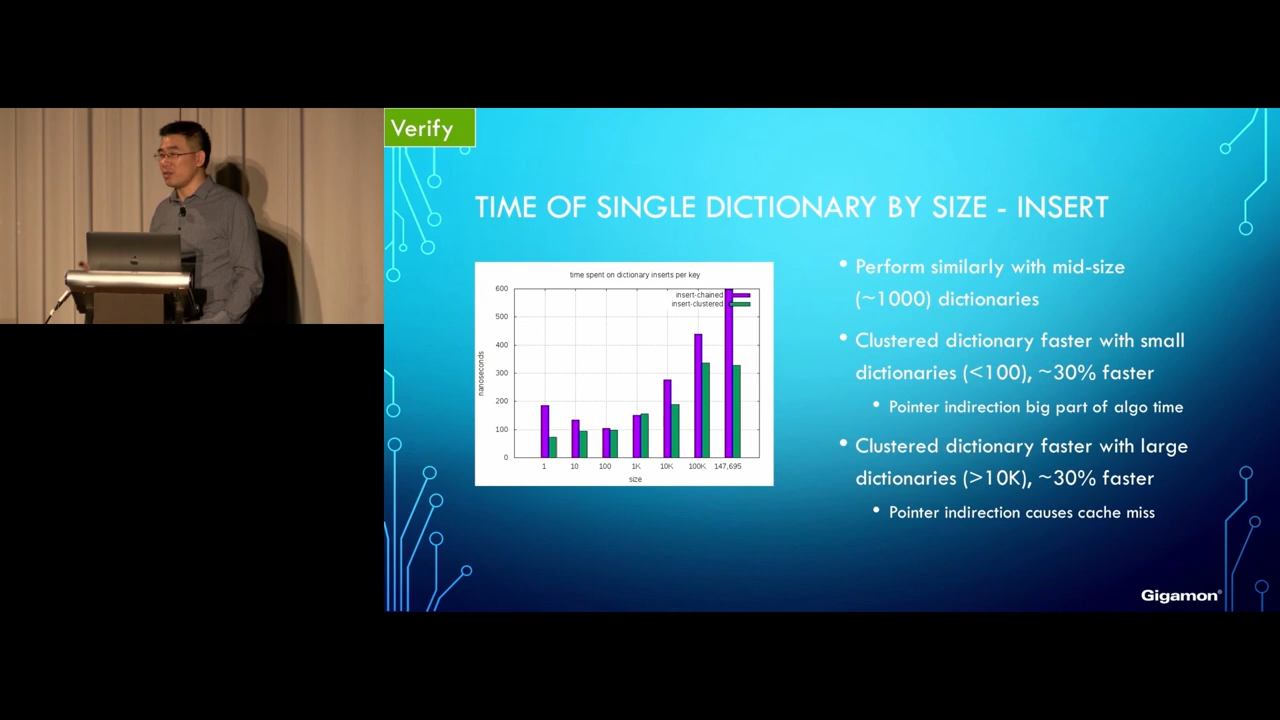 Verify
TIME OF SINGLE DICTIONARY BY SIZE - INSERT
time spent on dictionary inserts per key
insert-chained
insert-clustered
600
500
400
300
200
100
0
nanoseconds
1 10 100 1K 10K 100K 147,695
size
• Perform similarly with mid-size
(~1000) dictionaries
• Clustered dictionary faster with small
dictionaries (<100), ~30% faster
• Pointer indirection big part of algo time
• Clustered dictionary faster with large
dictionaries (>10K), ~30% faster
• Pointer indirection causes cache miss
Gigamon®